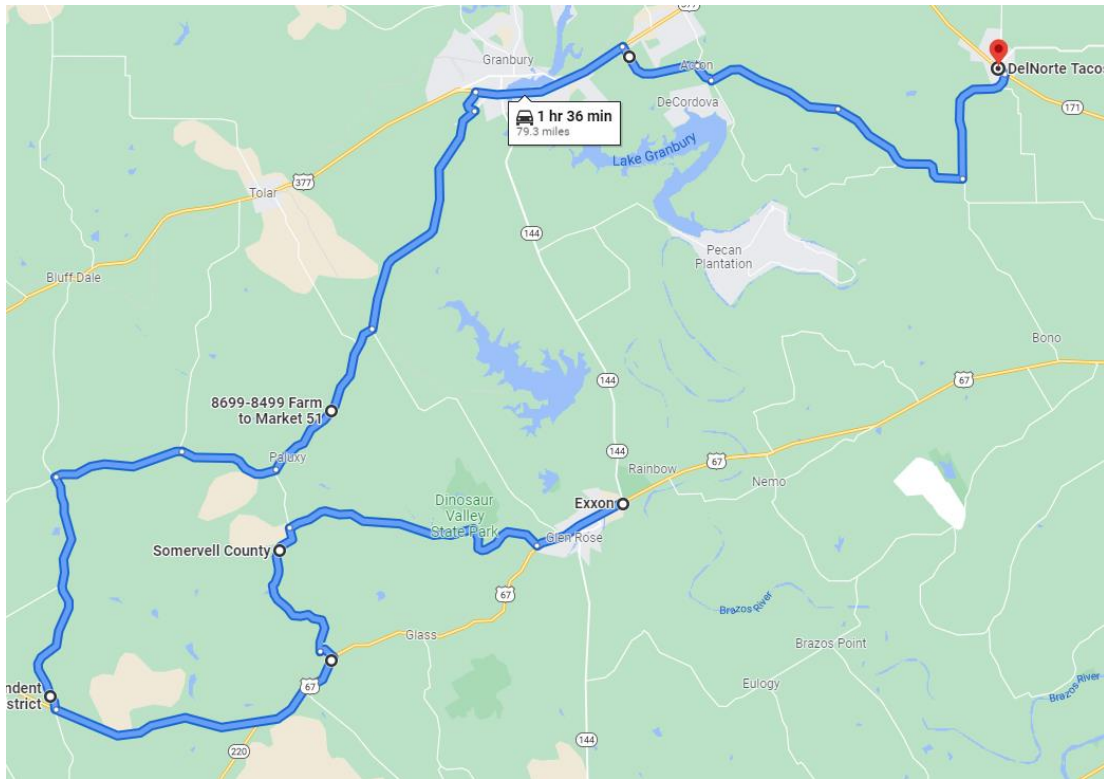 377
Granbury
Acton
DelNorte Tacos
171
DeCordova
1 hr 36 min
79.3 miles
Lake Granbury
377
Tolar
144
Pecan
Plantation
Bluff Dale
Bono
67
144
8699-8499 Farm
to Market 51
Paluxy
144
Rainbow
67
Nemo
Dinosaur
Valley
State Park
Exxon
Glen Rose
Somervell County
67
Brazos River
Glass
Brazos Point
ndent
strict
67
Eulogy
Brazos River
220
144